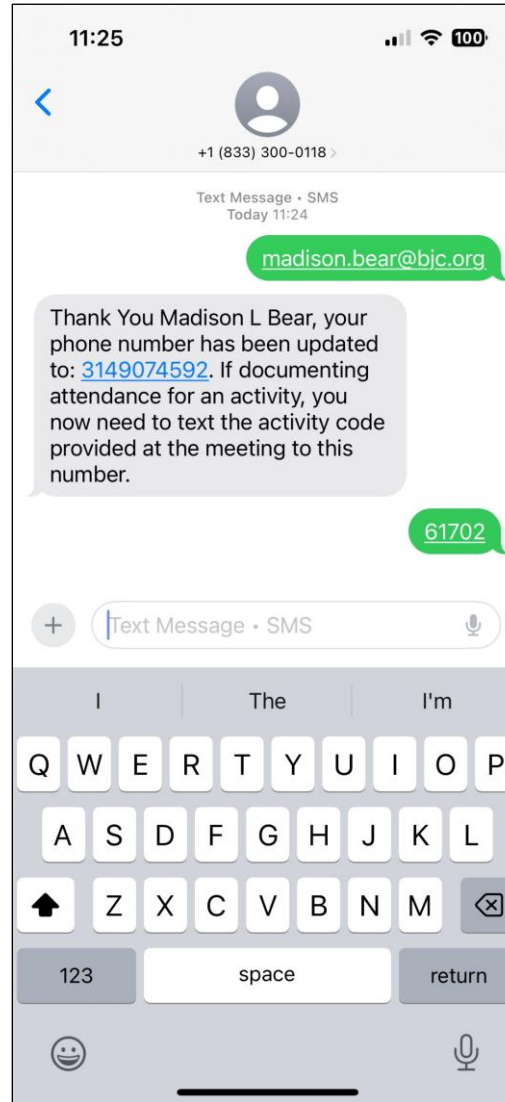 11:25
100
+1 (833) 300-0118 >
Text Message • SMS
Today 11:24
madison.bear@bjc.org
Thank You Madison L Bear, your
phone number has been updated
to: 3149074592. If documenting
attendance for an activity, you
now need to text the activity code
provided at the meeting to this
number.
61702
Text Message • SMS
I The I'm
Q W E R T Y U I O P
A S D F G H J K L
Z X C V B N M
123 space return